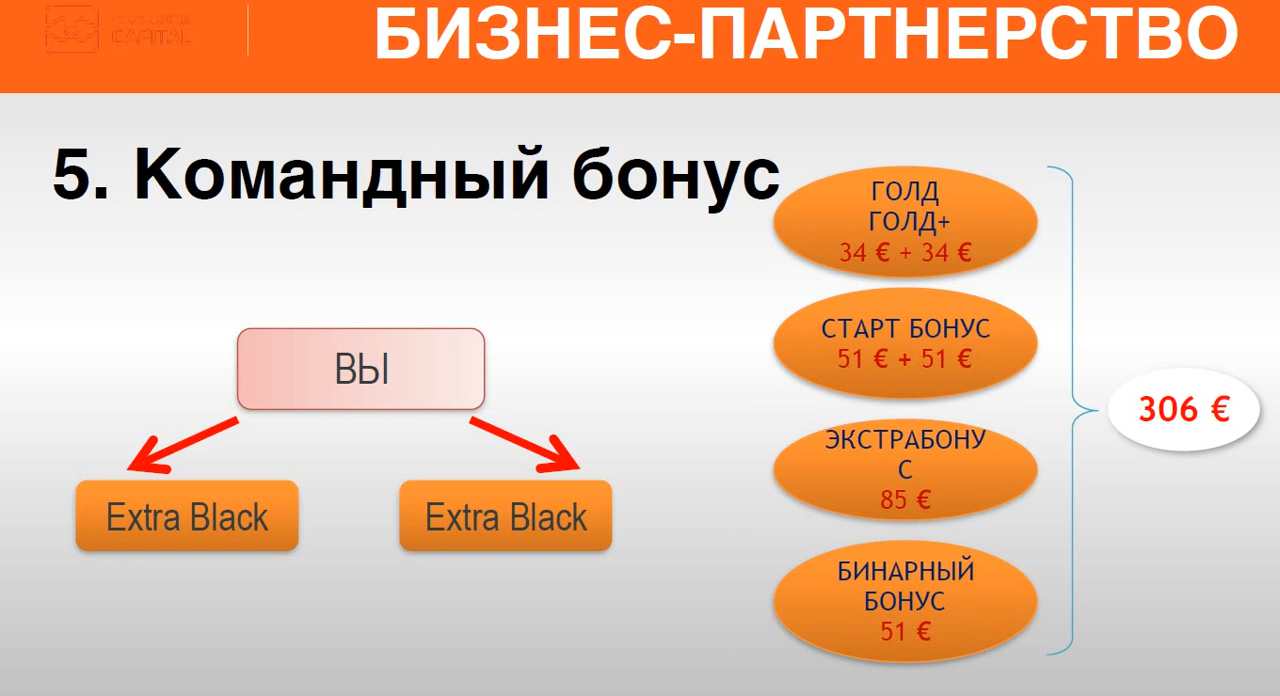 CAPITAL
БИЗНЕС-ПАРТНЕРСТВО
5. Командный бонус
ВЫ
Extra Black
Extra Black
ГОЛД
ГОЛД+
34 € + 34 €
СТАРТ БОНУС
51 € + 51 €
ЭКСТРАБОНУ
С
85 €
БИНАРНЫЙ
БОНУС
51 €
306 €